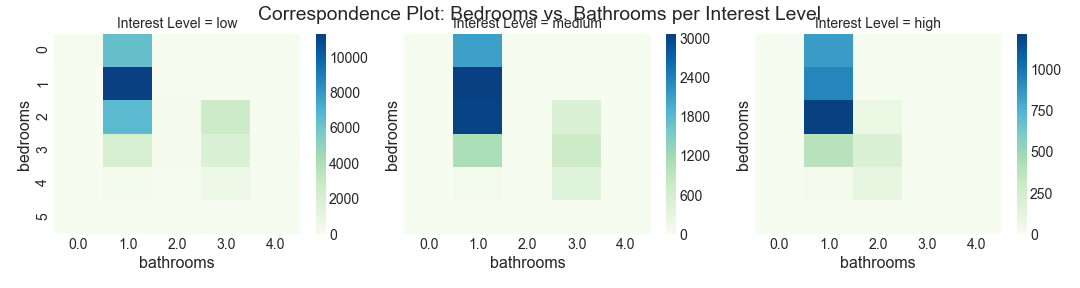 Correspondence Plot: Bedrooms vs. Bathrooms per Interest Level
Interest Level = low
Interest Level = medium
Interest Level = high
bedrooms
0
1
2
3
4
5
0.0 1.0 2.0 3.0 4.0
bathrooms
10000
8000
6000
4000
2000
0
bedrooms
0.0 1.0 2.0 3.0 4.0
bathrooms
3000
2400
1800
1200
600
0
bedrooms
0.0 1.0 2.0 3.0 4.0
bathrooms
1000
750
500
250
0